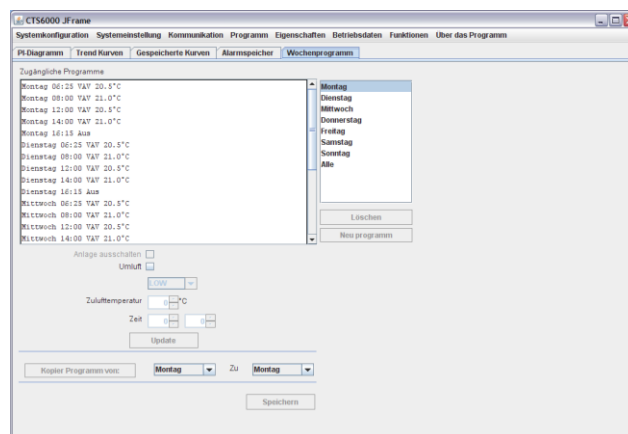 CTS6000 JFrame
Systemkonfiguration Systemeinstellung Kommunikation Programm Eigenschaften Betriebsdaten Funktionen Über das Programm
PI-Diagramm Trend Kurven Gespeicherte Kurven Alarmspeicher Wochenprogramm
Zugängliche Programme
Montag 06:25 VAV 20.5°C
Montag 08:00 VAV 21.0°C
Montag 12:00 VAV 20.5°C
Montag 14:00 VAV 21.0°C
Montag 16:15 Aus
Dienstag 06:25 VAV 20.5°C
Dienstag 08:00 VAV 21.0°C
Dienstag 12:00 VAV 20.5°C
Dienstag 14:00 VAV 21.0°C
Dienstag 16:15 Aus
Mittwoch 06:25 VAV 20.5°C
Mittwoch 08:00 VAV 21.0°C
Mittwoch 12:00 VAV 20.5°C
Mittwoch 14:00 VAV 21.0°C
Montag
Dienstag
Mittwoch
Donnerstag
Freitag
Samstag
Sonntag
Alle
Löschen
Neu programm
Anlage ausschalten
Umluft
LOW
Zulufttemperatur 0 °C
Zeit 0 0
Update
Kopier Programm von: Montag Zu Montag
Speichern